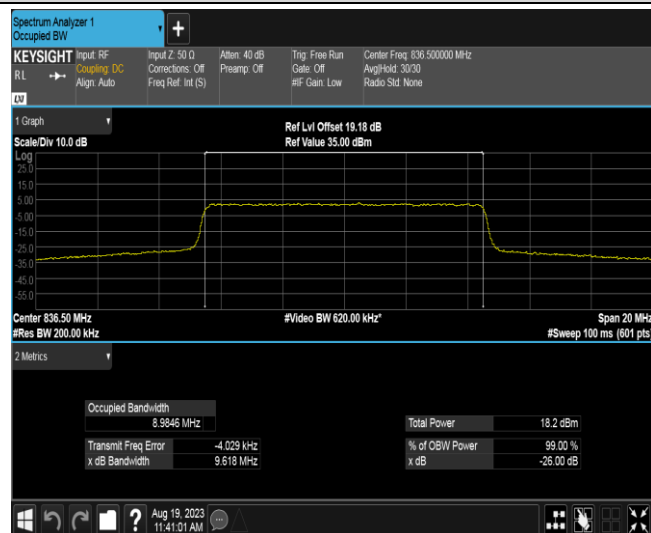 Spectrum Analyzer 1
Occupied BW
+
KEYSIGHT
RL
LXI
Input: RF
Coupling: DC
Align: Auto
Input Z: 50 Ω
Corrections: Off
Freq Ref: Int (S)
Atten: 40 dB
Preamp: Off
Trig: Free Run
Gate: Off
#IF Gain: Low
Center Freq: 836.500000 MHz
Avg|Hold: 30/30
Radio Std: None
1 Graph
Scale/Div 10.0 dB
Ref Lvl Offset 19.18 dB
Ref Value 35.00 dBm
Log
25.0
15.0
5.00
-5.00
-15.0
-25.0
-35.0
-45.0
-55.0
Center 836.50 MHz
#Res BW 200.00 kHz
#Video BW 620.00 kHz*
Span 20 MHz
#Sweep 100 ms (601 pts)
2 Metrics
Occupied Bandwidth
8.9846 MHz
Transmit Freq Error -4.029 kHz
x dB Bandwidth 9.618 MHz
Total Power 18.2 dBm
% of OBW Power 99.00 %
x dB -26.00 dB
?
Aug 19, 2023
11:41:01 AM